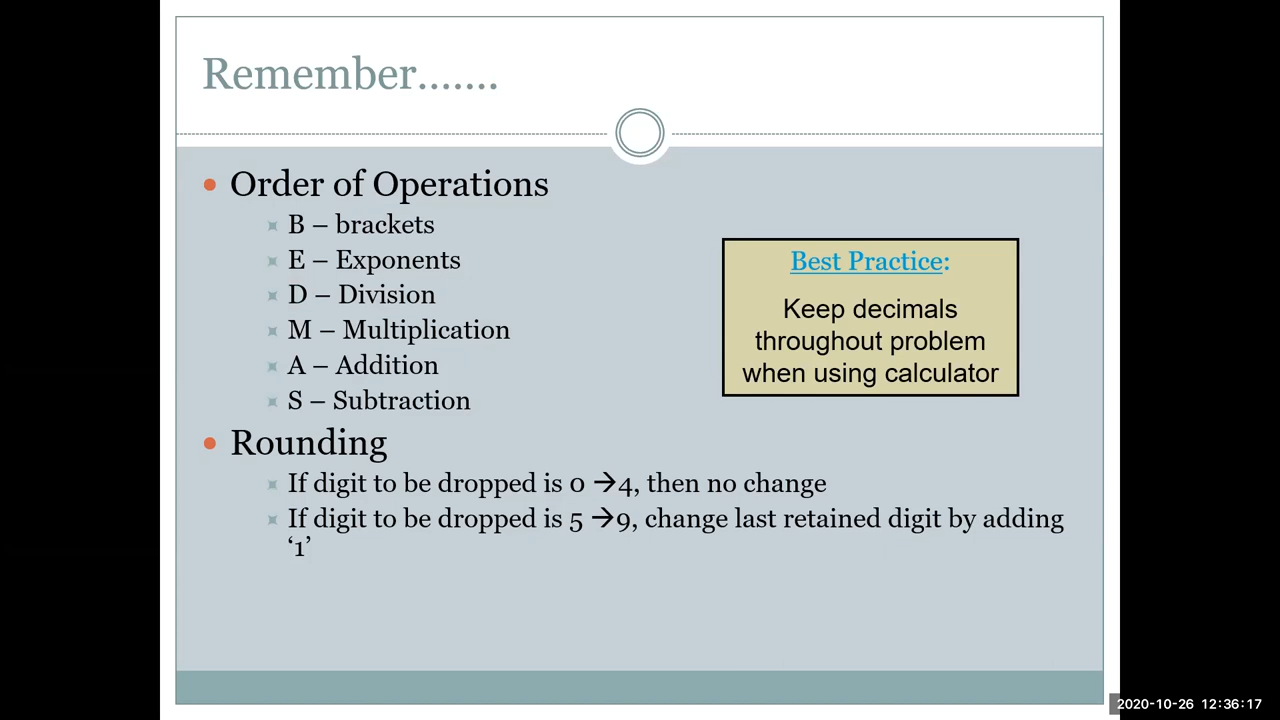 Remember.......
Order of Operations
B – brackets
E – Exponents
D – Division
M – Multiplication
A – Addition
S – Subtraction
Best Practice:
Keep decimals
throughout problem
when using calculator
Rounding
If digit to be dropped is 0 →4, then no change
If digit to be dropped is 5 →9, change last retained digit by adding
‘1’
2020-10-26 12:36:17